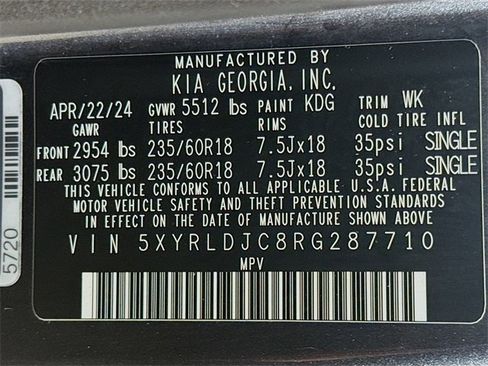 MANUFACTURED BY
KIA GEORGIA, INC.
APR/22/24 GVWR 5512 lbs PAINT KDG TRIM WK
GAWR TIRES RIMS COLD TIRE INFL
FRONT 2954 lbs 235/60R18 7.5Jx18 35psi SINGLE
REAR 3075 lbs 235/60R18 7.5Jx18 35psi SINGLE
THIS VEHICLE CONFORMS TO ALL APPLICABLE U.S.A. FEDERAL
MOTOR VEHICLE SAFETY AND THEFT PREVENTION STANDARDS
IN EFFECT ON THE DATE OF MANUFACTURE SHOWN ABOVE.
VIN 5XYRLDJC8RG287710
MPV
5720